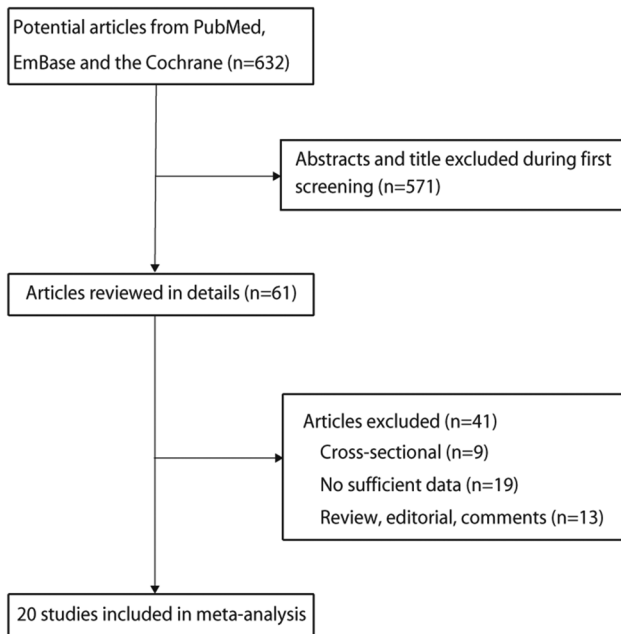 Potential articles from PubMed,
EmBase and the Cochrane (n=632)
Abstracts and title excluded during first
screening (n=571)
Articles reviewed in details (n=61)
Articles excluded (n=41)
Cross-sectional (n=9)
No sufficient data (n=19)
Review, editorial, comments (n=13)
20 studies included in meta-analysis